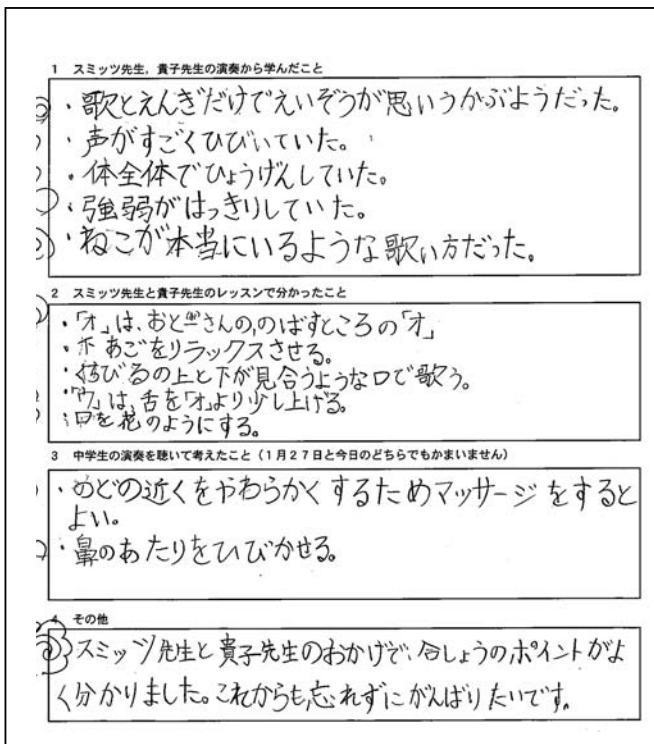 1 スミッツ先生，貴子先生の演奏から学んだこと
・歌とえんぎだけでえいぞうが思いうかぶようだった。
・声がすごくひびいていた。
・体全体でひょうげんしていた。
・強弱がはっきりしていた。
・ねこが本当にいるような歌い方だった。
2 スミッツ先生と貴子先生のレッスンで分かったこと
・「オ」は、おとーさんの、のばすところの「オ」
・あごをリラックスさせる。
・くちびるの上と下が見合うような口で歌う。
・「ウ」は、舌を「オ」より少し上げる。
・口を花のようにする。
3 中学生の演奏を聴いて考えたこと（1月27日と今日のどちらでもかまいません）
・のどの近くをやわらかくするためマッサージをすると
よい。
・鼻のあたりをひびかせる。
4 その他
スミッツ先生と貴子先生のおかげで、合しょうのポイントがよ
く分かりました。これからも、忘れずにがんばりたいです。